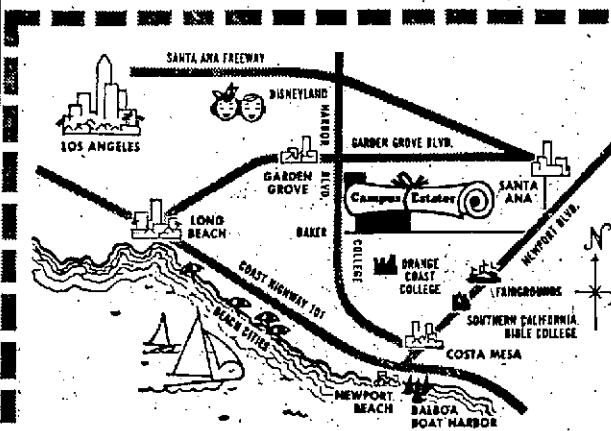 SANTA ANA FREEWAY
DISNEYLAND
LOS ANGELES
HARBOR BLVD.
GARDEN GROVE BLVD.
GARDEN
GROVE
SANTA
ANA
Campus Estates
LONG
BEACH
BAKER
NEWPORT BLVD.
N
COLLEGE
ORANGE
COAST
COLLEGE
COAST HIGHWAY 101
BEACH CITIES
FAIRGROUNDS
SOUTHERN CALIFORNIA
BIBLE COLLEGE
COSTA MESA
NEWPORT
BEACH
BALBOA
BOAT HARBOR